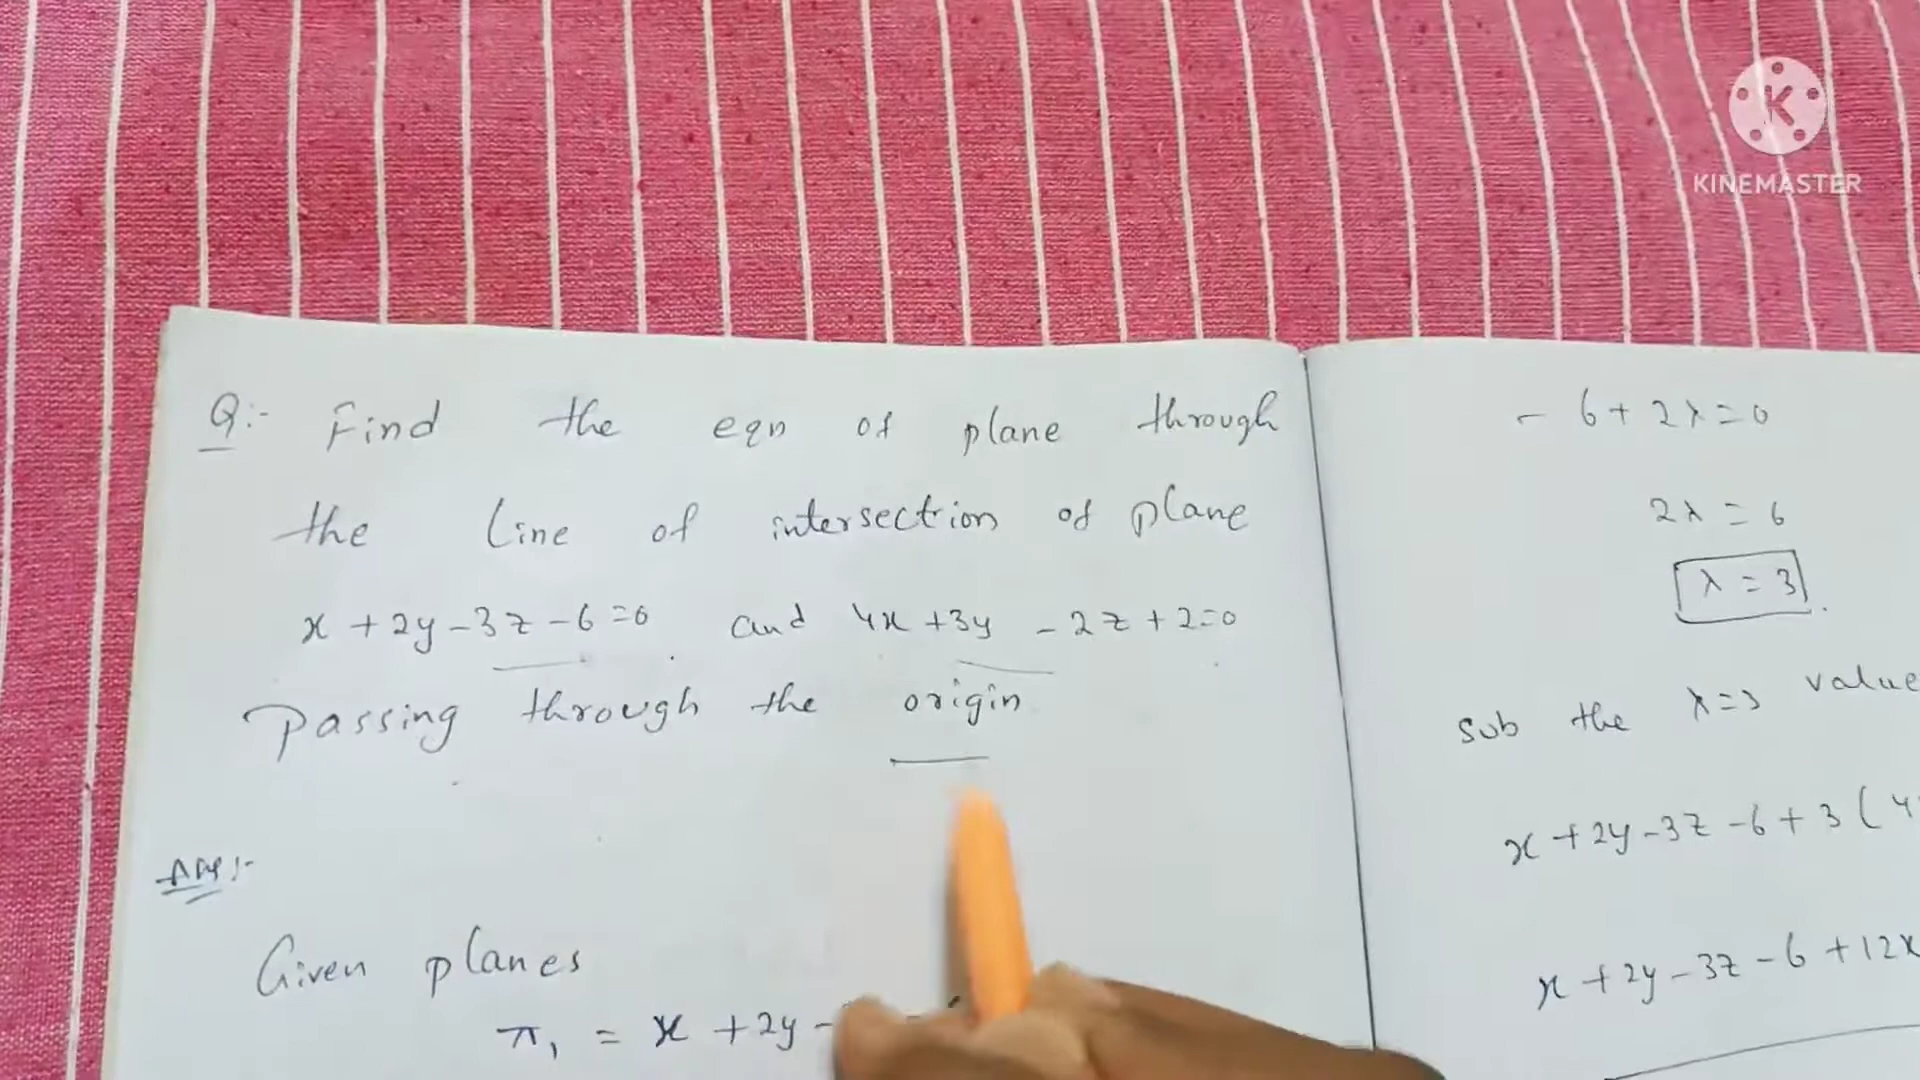 KINEMASTER
Q:- Find the eqn of plane through
the line of intersection of plane
x + 2y - 3z - 6 = 0 and 4x + 3y - 2z + 2 = 0
Passing through the origin
Ans:-
Given planes
π₁ = x + 2y -
- 6 + 2λ = 0
2λ = 6
λ = 3
sub the λ=3 value
x + 2y - 3z - 6 + 3 ( 4
x + 2y - 3z - 6 + 12x